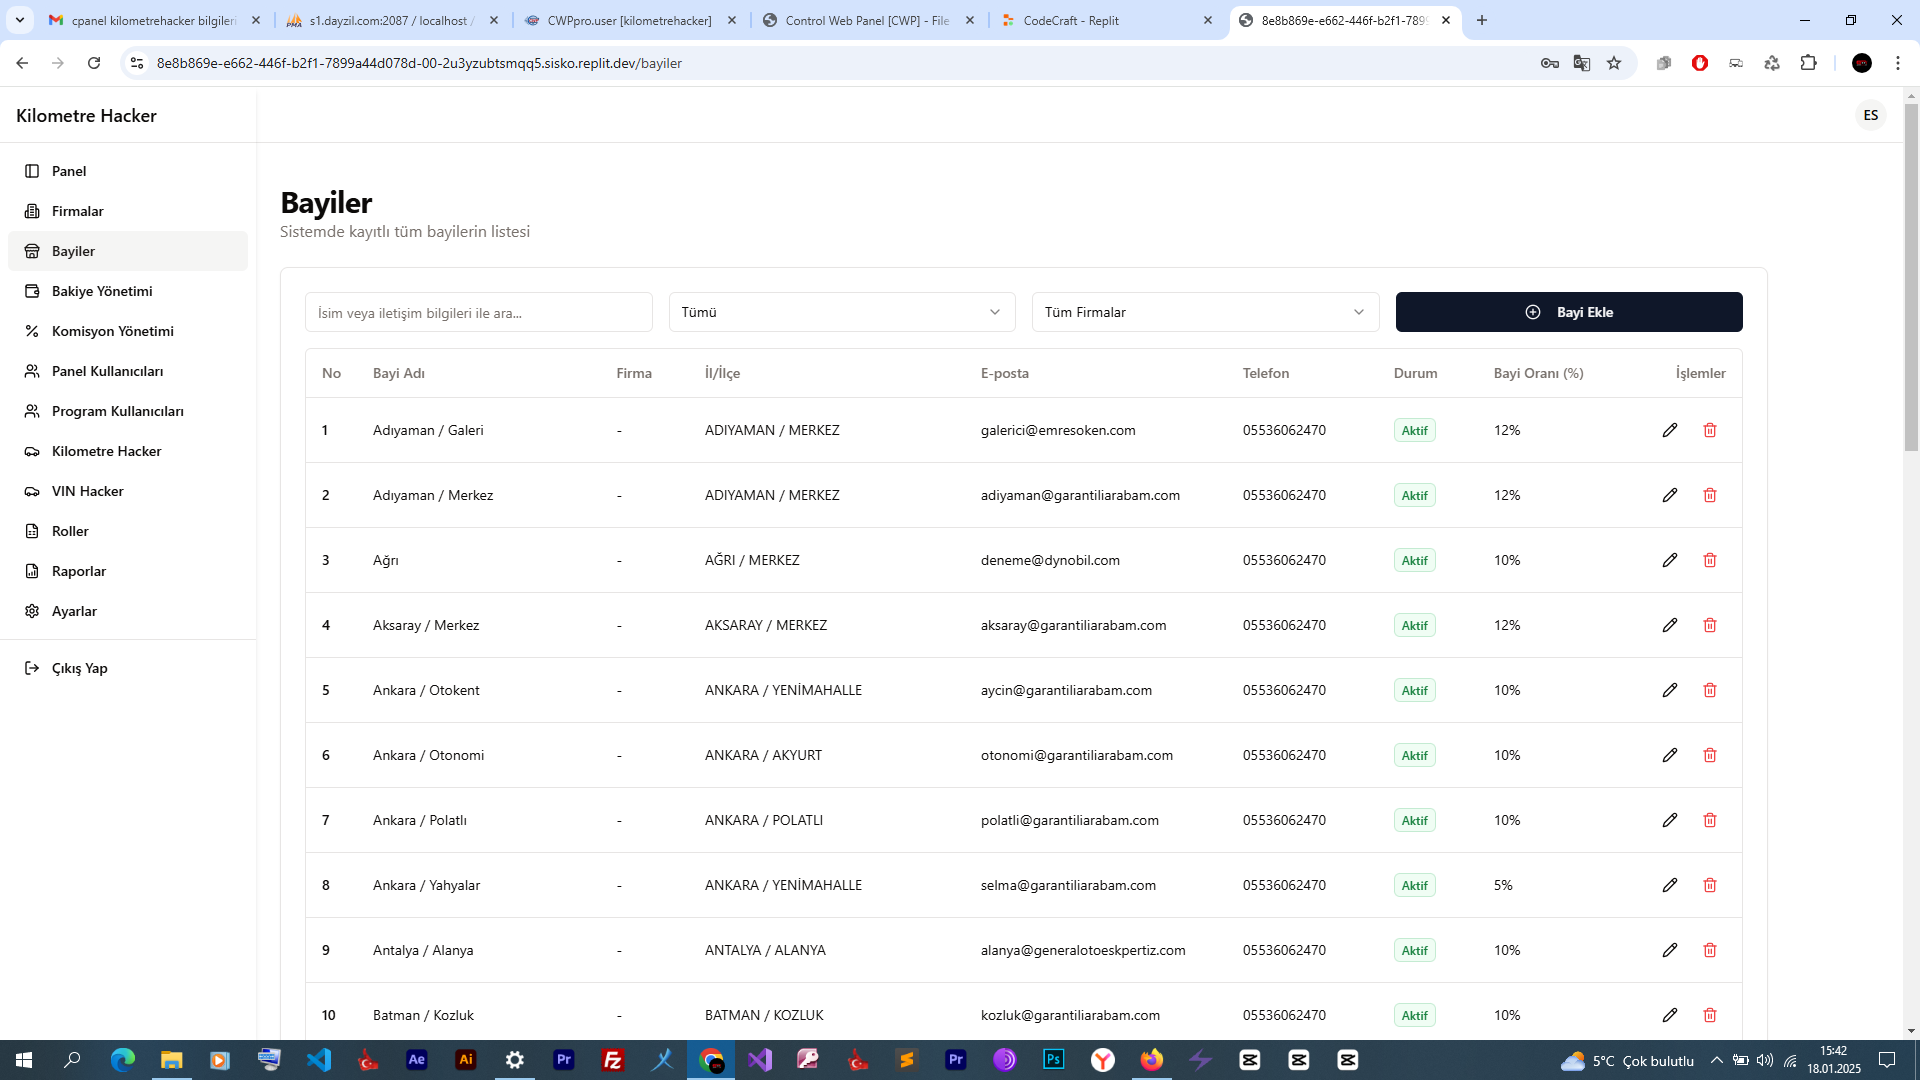 cpanel kilometrehacker bilgileri
s1.dayzil.com:2087 / localhost /
CWPpro.user [kilometrehacker]
Control Web Panel [CWP] - File
CodeCraft - Replit
8e8b869e-e662-446f-b2f1-7899
8e8b869e-e662-446f-b2f1-7899a44d078d-00-2u3yzubtsmqq5.sisko.replit.dev/bayiler
Kilometre Hacker
ES
Panel
Firmalar
Bayiler
Bakiye Yönetimi
Komisyon Yönetimi
Panel Kullanıcıları
Program Kullanıcıları
Kilometre Hacker
VIN Hacker
Roller
Raporlar
Ayarlar
Çıkış Yap
Bayiler
Sistemde kayıtlı tüm bayilerin listesi
İsim veya iletişim bilgileri ile ara... Tümü Tüm Firmalar Bayi Ekle
No Bayi Adı Firma İl/İlçe E-posta Telefon Durum Bayi Oranı (%) İşlemler
1 Adıyaman / Galeri - ADIYAMAN / MERKEZ galerici@emresoken.com 05536062470 Aktif 12%
2 Adıyaman / Merkez - ADIYAMAN / MERKEZ adiyaman@garantiliarabam.com 05536062470 Aktif 12%
3 Ağrı - AĞRI / MERKEZ deneme@dynobil.com 05536062470 Aktif 10%
4 Aksaray / Merkez - AKSARAY / MERKEZ aksaray@garantiliarabam.com 05536062470 Aktif 12%
5 Ankara / Otokent - ANKARA / YENİMAHALLE aycin@garantiliarabam.com 05536062470 Aktif 10%
6 Ankara / Otonomi - ANKARA / AKYURT otonomi@garantiliarabam.com 05536062470 Aktif 10%
7 Ankara / Polatlı - ANKARA / POLATLI polatli@garantiliarabam.com 05536062470 Aktif 10%
8 Ankara / Yahyalar - ANKARA / YENİMAHALLE selma@garantiliarabam.com 05536062470 Aktif 5%
9 Antalya / Alanya - ANTALYA / ALANYA alanya@generalotoeskpertiz.com 05536062470 Aktif 10%
10 Batman / Kozluk - BATMAN / KOZLUK kozluk@garantiliarabam.com 05536062470 Aktif 10%
5°C Çok bulutlu
15:42
18.01.2025